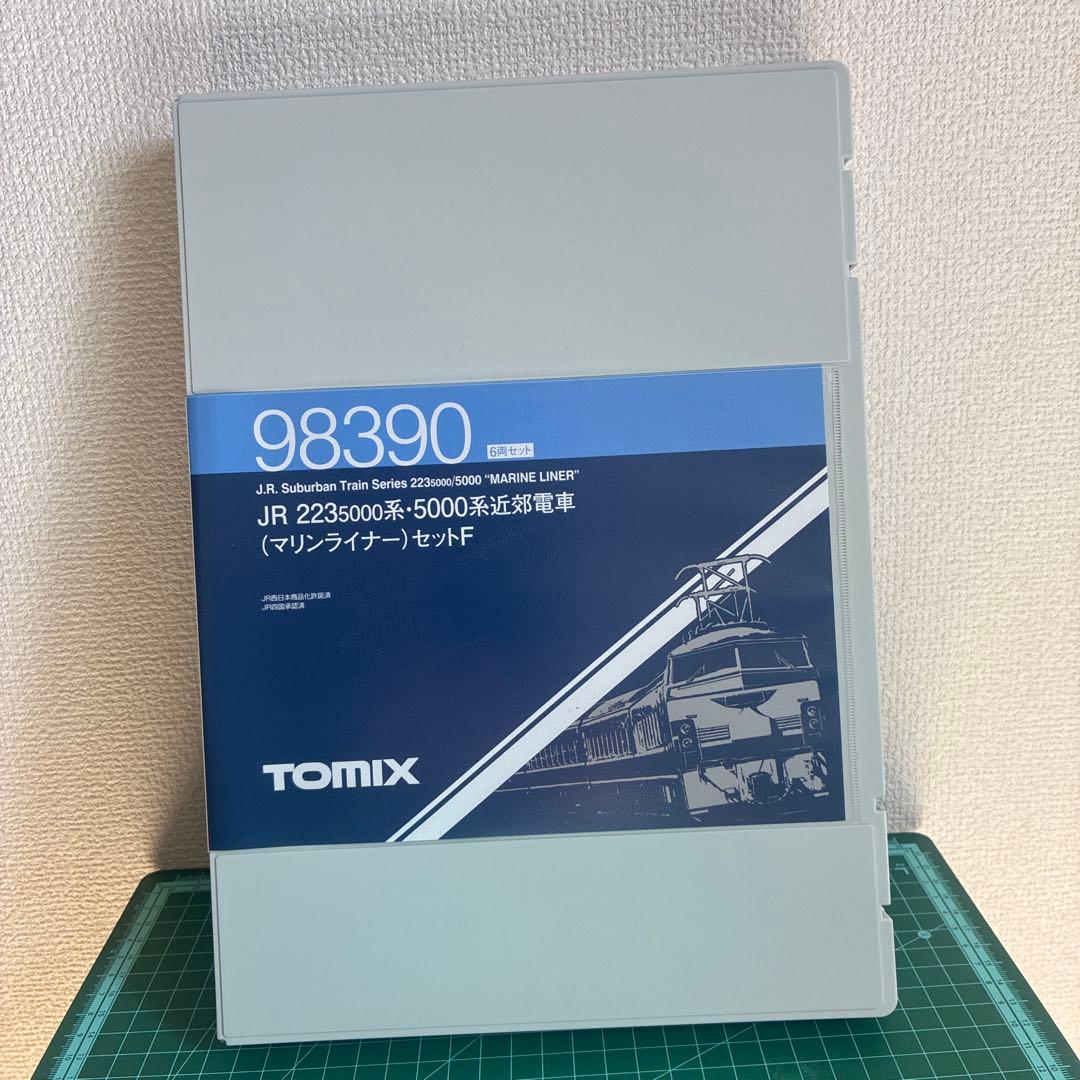 98390
6両セット
J.R. Suburban Train Series 2235000/5000 “MARINE LINER”
JR 2235000系・5000系近郊電車
(マリンライナー)セットF
JR西日本商品化許諾済
JR四国承認済
TOMIX